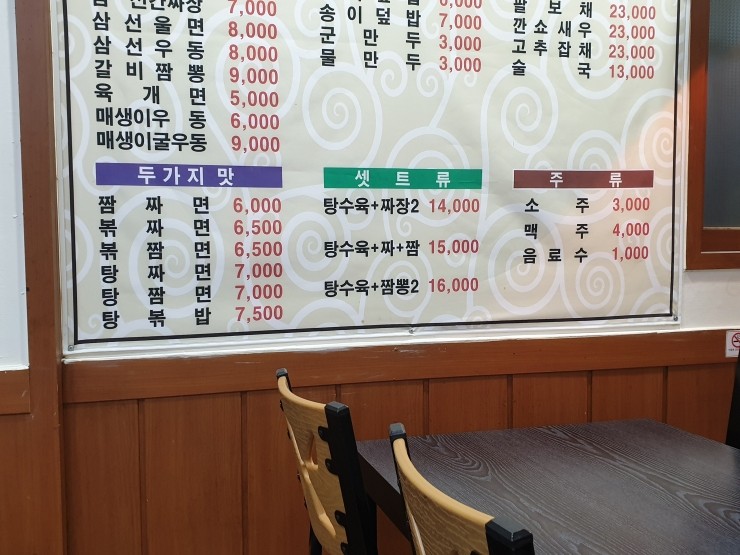 간짜장 7,000
삼 선 울 면 8,000
삼 선 우 동 8,000
갈 비 짬 뽕 9,000
육 개 면 5,000
매생이우 동 6,000
매생이굴우동 9,000
두 가 지 맛
짬 짜 면 6,000
볶 짜 면 6,500
볶 짬 면 6,500
탕 짜 면 7,000
탕 짬 면 7,000
탕 볶 밥 7,500
송 이 덮 밥 7,000
군 만 두 3,000
물 만 두 3,000
셋 트 류
탕수육+짜장2 14,000
탕수육+짜+짬 15,000
탕수육+짬뽕2 16,000
팔 보 채 23,000
깐 쇼 새 우 23,000
고 추 잡 채 23,000
술 국 13,000
주 류
소 주 3,000
맥 주 4,000
음 료 수 1,000